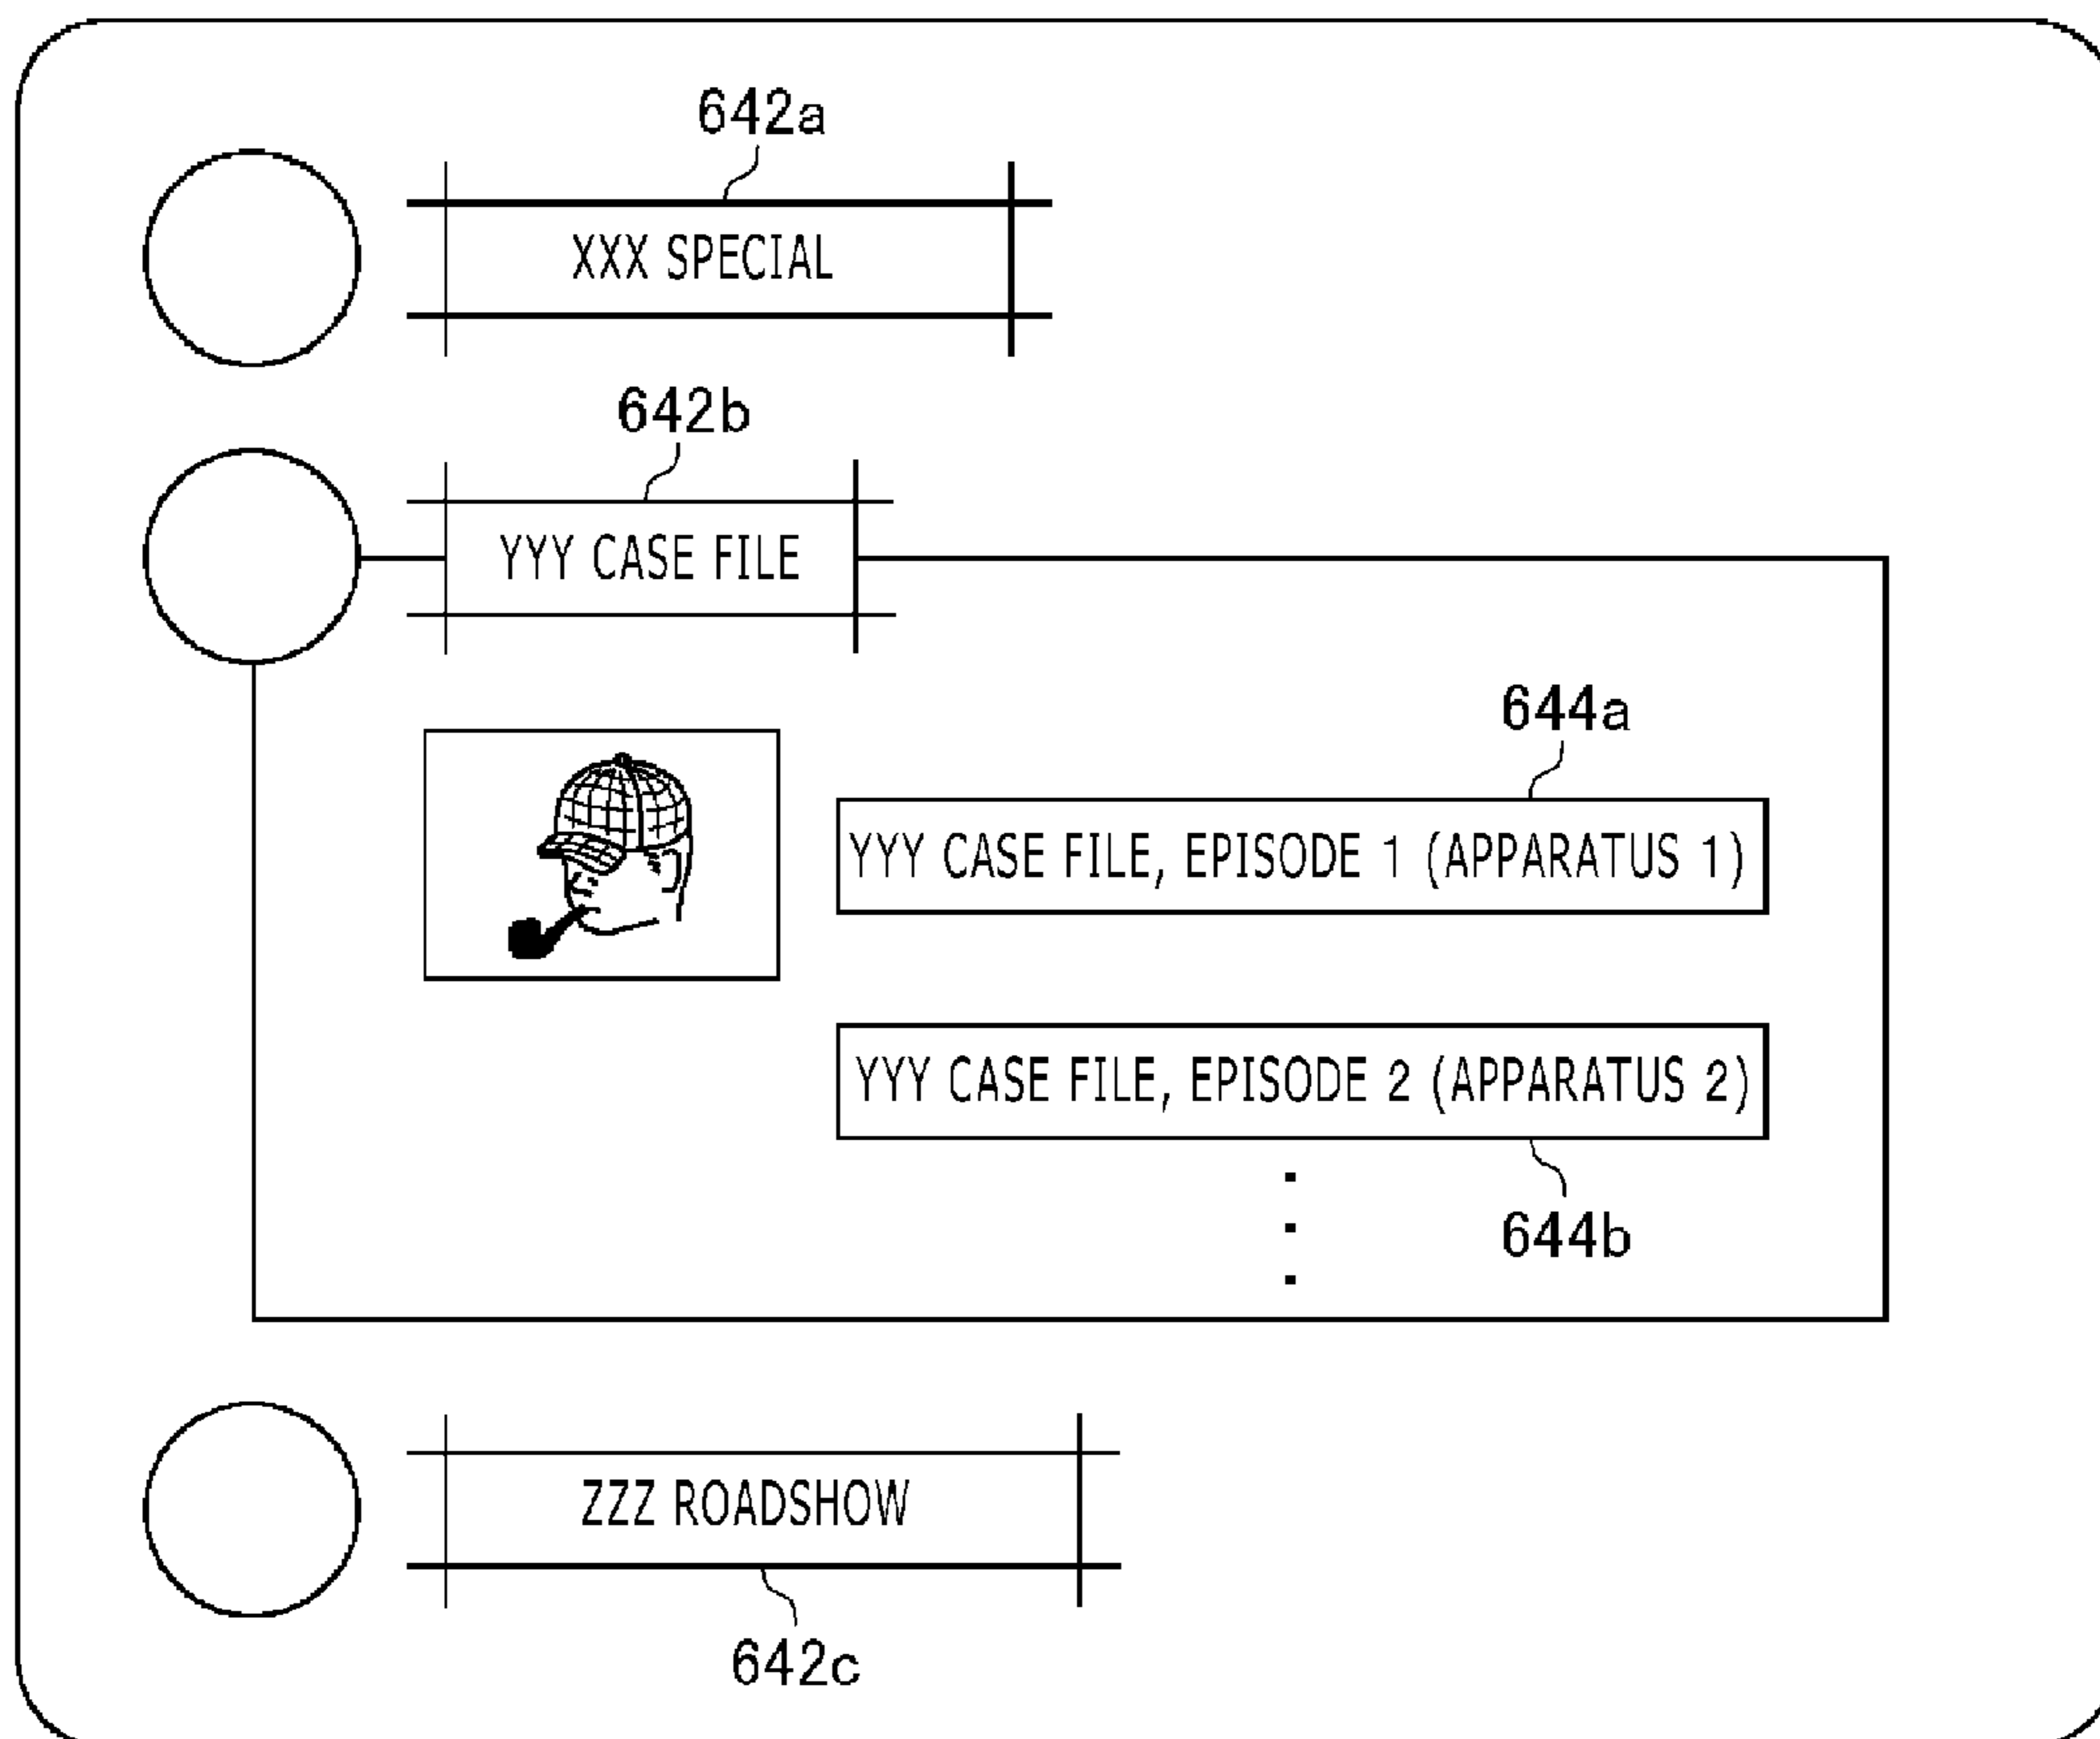 642a
XXX SPECIAL
642b
YYY CASE FILE
644a
YYY CASE FILE, EPISODE 1 (APPARATUS 1)
YYY CASE FILE, EPISODE 2 (APPARATUS 2)
644b
ZZZ ROADSHOW
642c